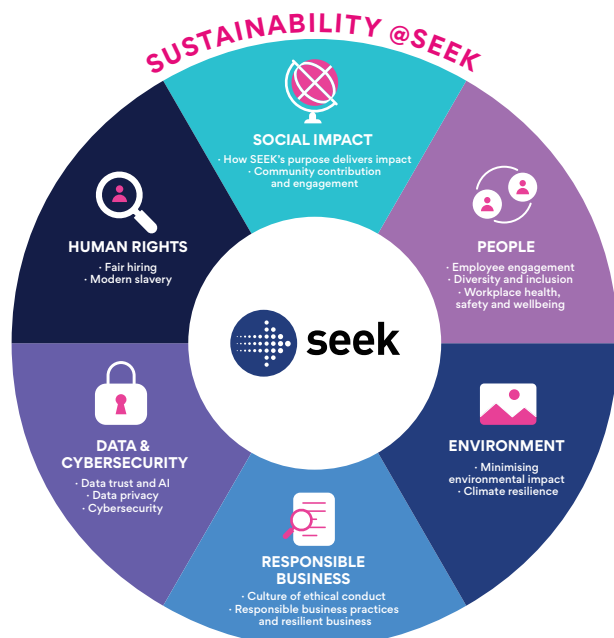 SUSTAINABILITY @SEEK
SOCIAL IMPACT
· How SEEK's purpose delivers impact
· Community contribution
and engagement
PEOPLE
· Employee engagement
· Diversity and inclusion
· Workplace health,
safety and wellbeing
ENVIRONMENT
· Minimising
environmental impact
· Climate resilience
RESPONSIBLE
BUSINESS
· Culture of ethical conduct
· Responsible business practices
and resilient business
DATA &
CYBERSECURITY
· Data trust and AI
· Data privacy
· Cybersecurity
HUMAN RIGHTS
· Fair hiring
· Modern slavery
seek